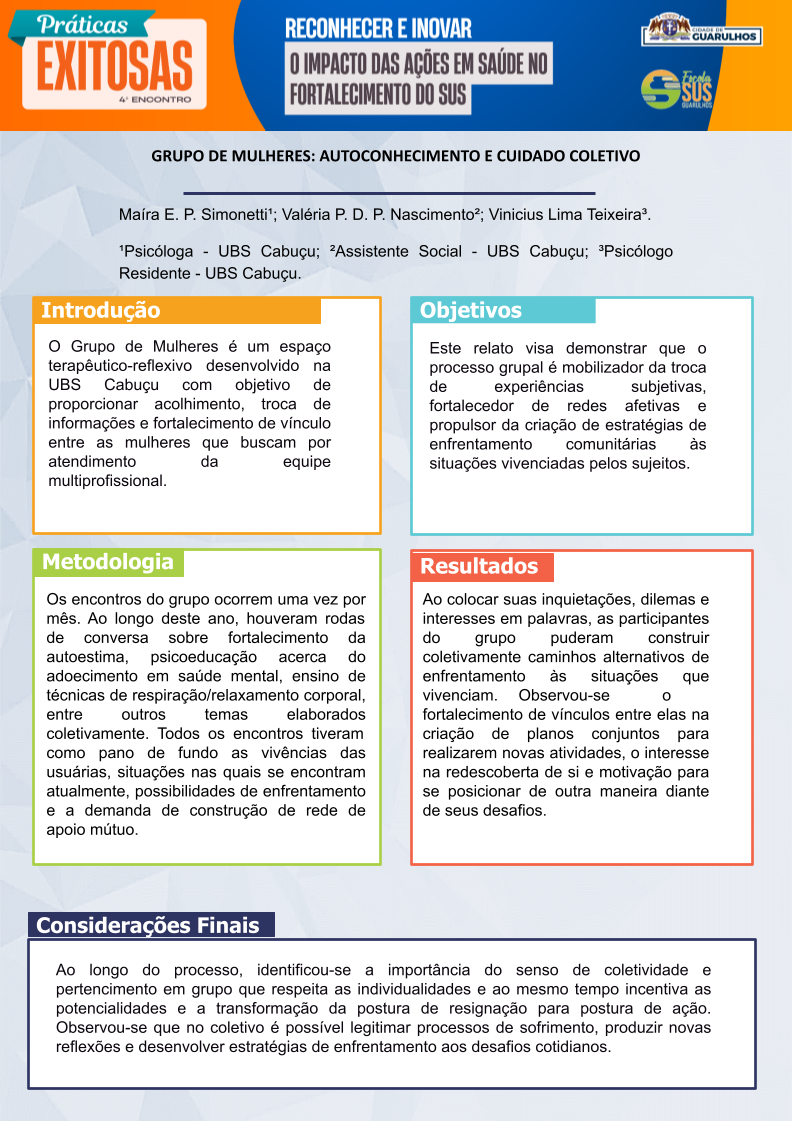 Práticas
EXITOSAS
4º ENCONTRO
RECONHECER E INOVAR
O IMPACTO DAS AÇÕES EM SAÚDE NO
FORTALECIMENTO DO SUS
CIDADE DE
GUARULHOS
Escola
SUS
GUARULHOS
GRUPO DE MULHERES: AUTOCONHECIMENTO E CUIDADO COLETIVO
Maíra E. P. Simonetti¹; Valéria P. D. P. Nascimento²; Vinicius Lima Teixeira³.
¹Psicóloga - UBS Cabuçu; ²Assistente Social - UBS Cabuçu; ³Psicólogo
Residente - UBS Cabuçu.
Introdução
O Grupo de Mulheres é um espaço
terapêutico-reflexivo desenvolvido na
UBS Cabuçu com objetivo de
proporcionar acolhimento, troca de
informações e fortalecimento de vínculo
entre as mulheres que buscam por
atendimento da equipe
multiprofissional.
Objetivos
Este relato visa demonstrar que o
processo grupal é mobilizador da troca
de experiências subjetivas,
fortalecedor de redes afetivas e
propulsor da criação de estratégias de
enfrentamento comunitárias às
situações vivenciadas pelos sujeitos.
Metodologia
Os encontros do grupo ocorrem uma vez por
mês. Ao longo deste ano, houveram rodas
de conversa sobre fortalecimento da
autoestima, psicoeducação acerca do
adoecimento em saúde mental, ensino de
técnicas de respiração/relaxamento corporal,
entre outros temas elaborados
coletivamente. Todos os encontros tiveram
como pano de fundo as vivências das
usuárias, situações nas quais se encontram
atualmente, possibilidades de enfrentamento
e a demanda de construção de rede de
apoio mútuo.
Resultados
Ao colocar suas inquietações, dilemas e
interesses em palavras, as participantes
do grupo puderam construir
coletivamente caminhos alternativos de
enfrentamento às situações que
vivenciam. Observou-se o
fortalecimento de vínculos entre elas na
criação de planos conjuntos para
realizarem novas atividades, o interesse
na redescoberta de si e motivação para
se posicionar de outra maneira diante
de seus desafios.
Considerações Finais
Ao longo do processo, identificou-se a importância do senso de coletividade e
pertencimento em grupo que respeita as individualidades e ao mesmo tempo incentiva as
potencialidades e a transformação da postura de resignação para postura de ação.
Observou-se que no coletivo é possível legitimar processos de sofrimento, produzir novas
reflexões e desenvolver estratégias de enfrentamento aos desafios cotidianos.